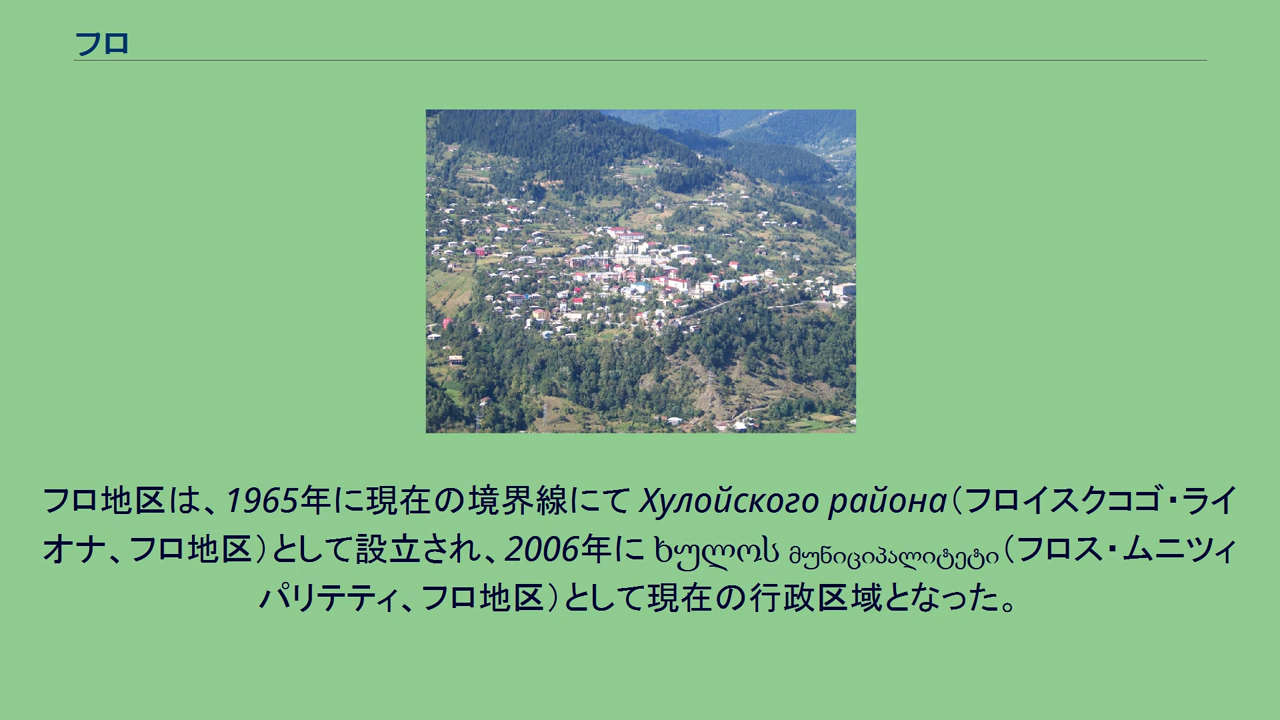 フロ
フロ地区は、1965年に現在の境界線にて Хулойского района（フロイスクコゴ・ライ
オナ、フロ地区）として設立され、2006年に ხულოს მუნიციპალიტეტი（フロス・ムニツィ
パリテティ、フロ地区）として現在の行政区域となった。